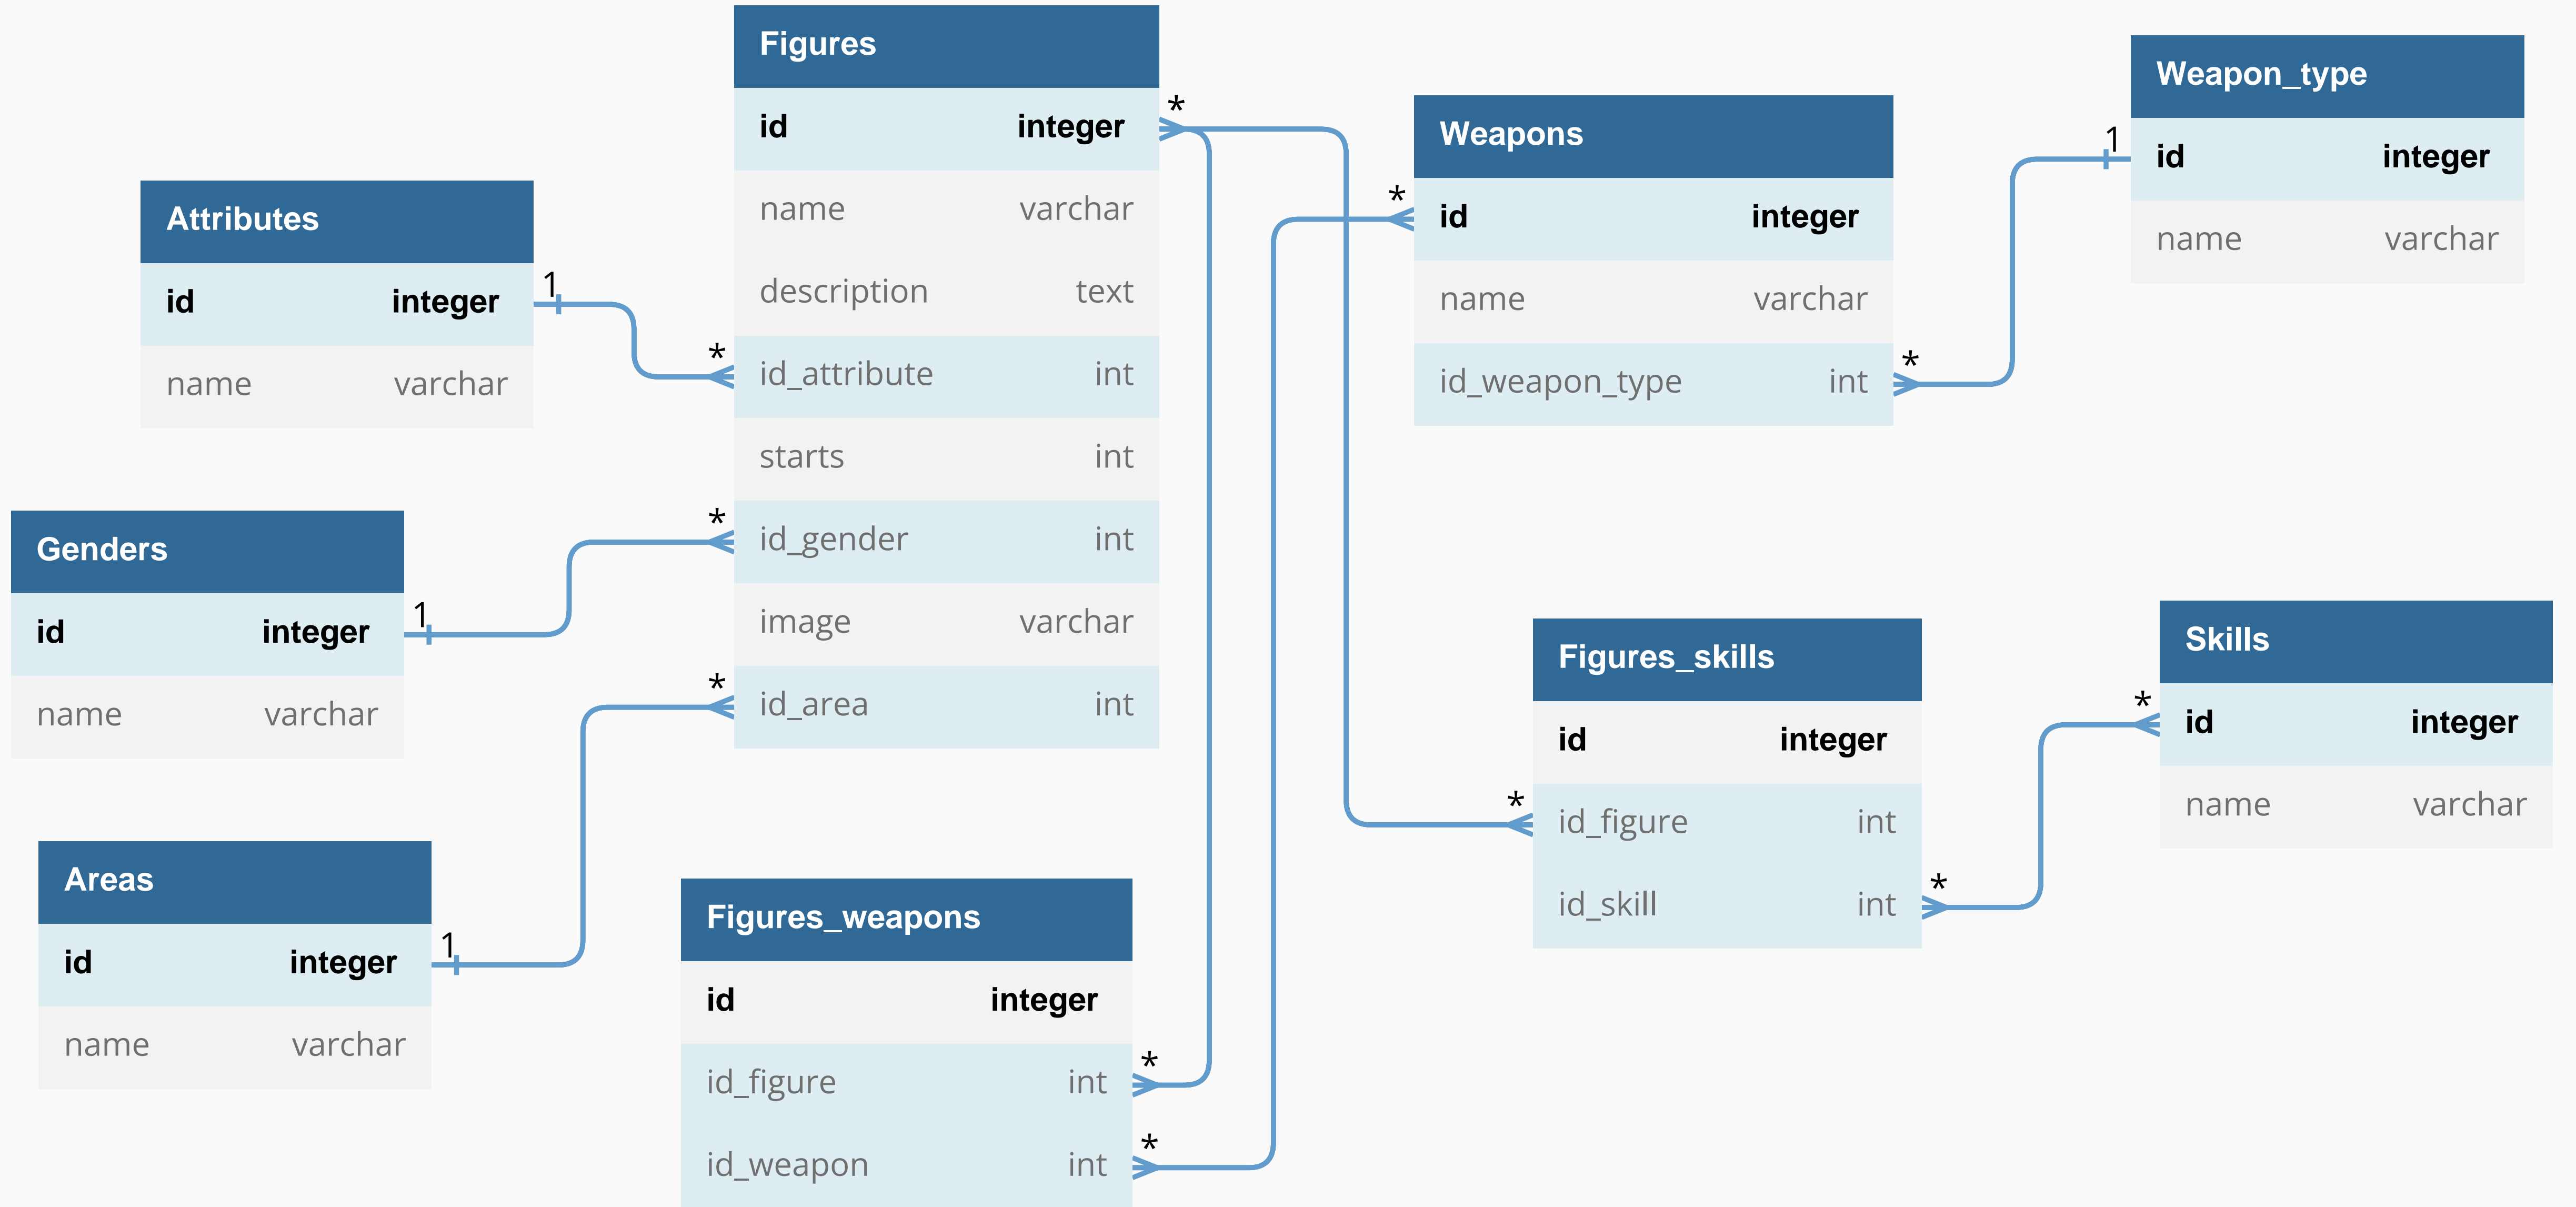 Figures
id integer
name varchar
description text
id_attribute int
starts int
id_gender int
image varchar
id_area int
*
*
*
*
Attributes
id integer
name varchar
1
Genders
id integer
name varchar
1
Areas
id integer
name varchar
1
Figures_weapons
id integer
id_figure int
id_weapon int
*
*
Weapons
id integer
name varchar
id_weapon_type int
*
*
Weapon_type
id integer
name varchar
1
Figures_skills
id integer
id_figure int
id_skill int
*
*
Skills
id integer
name varchar
*